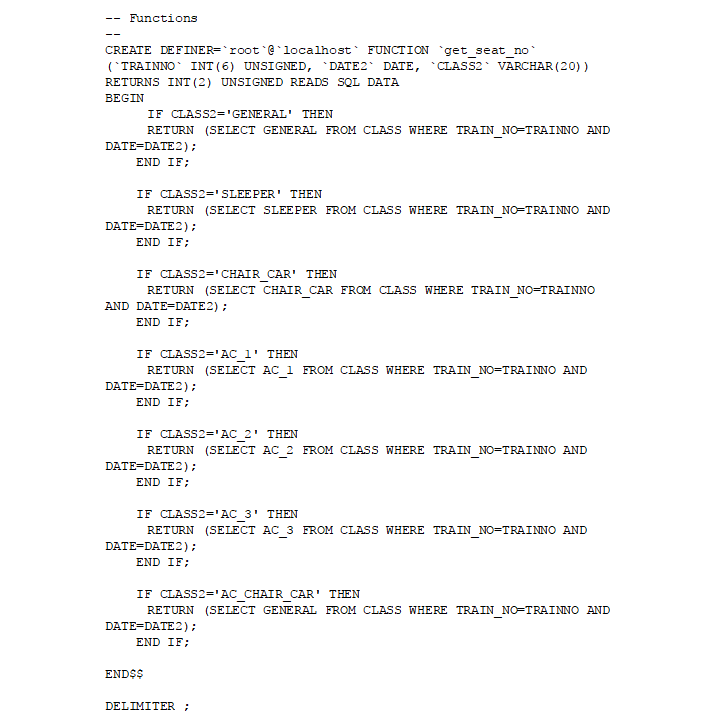 -- Functions
--
CREATE DEFINER=`root`@`localhost` FUNCTION `get_seat_no`
(`TRAINNO` INT(6) UNSIGNED, `DATE2` DATE, `CLASS2` VARCHAR(20))
RETURNS INT(2) UNSIGNED READS SQL DATA
BEGIN
IF CLASS2='GENERAL' THEN
RETURN (SELECT GENERAL FROM CLASS WHERE TRAIN_NO=TRAINNO AND
DATE=DATE2);
END IF;
IF CLASS2='SLEEPER' THEN
RETURN (SELECT SLEEPER FROM CLASS WHERE TRAIN_NO=TRAINNO AND
DATE=DATE2);
END IF;
IF CLASS2='CHAIR_CAR' THEN
RETURN (SELECT CHAIR_CAR FROM CLASS WHERE TRAIN_NO=TRAINNO
AND DATE=DATE2);
END IF;
IF CLASS2='AC_1' THEN
RETURN (SELECT AC_1 FROM CLASS WHERE TRAIN_NO=TRAINNO AND
DATE=DATE2);
END IF;
IF CLASS2='AC_2' THEN
RETURN (SELECT AC_2 FROM CLASS WHERE TRAIN_NO=TRAINNO AND
DATE=DATE2);
END IF;
IF CLASS2='AC_3' THEN
RETURN (SELECT AC_3 FROM CLASS WHERE TRAIN_NO=TRAINNO AND
DATE=DATE2);
END IF;
IF CLASS2='AC_CHAIR_CAR' THEN
RETURN (SELECT GENERAL FROM CLASS WHERE TRAIN_NO=TRAINNO AND
DATE=DATE2);
END IF;
END$$
DELIMITER ;